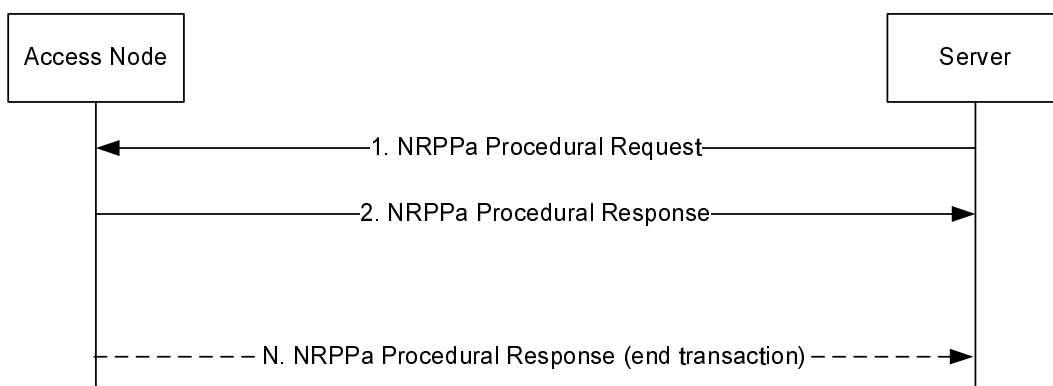 Access Node
Server
1. NRPPa Procedural Request
2. NRPPa Procedural Response
N. NRPPa Procedural Response (end transaction)